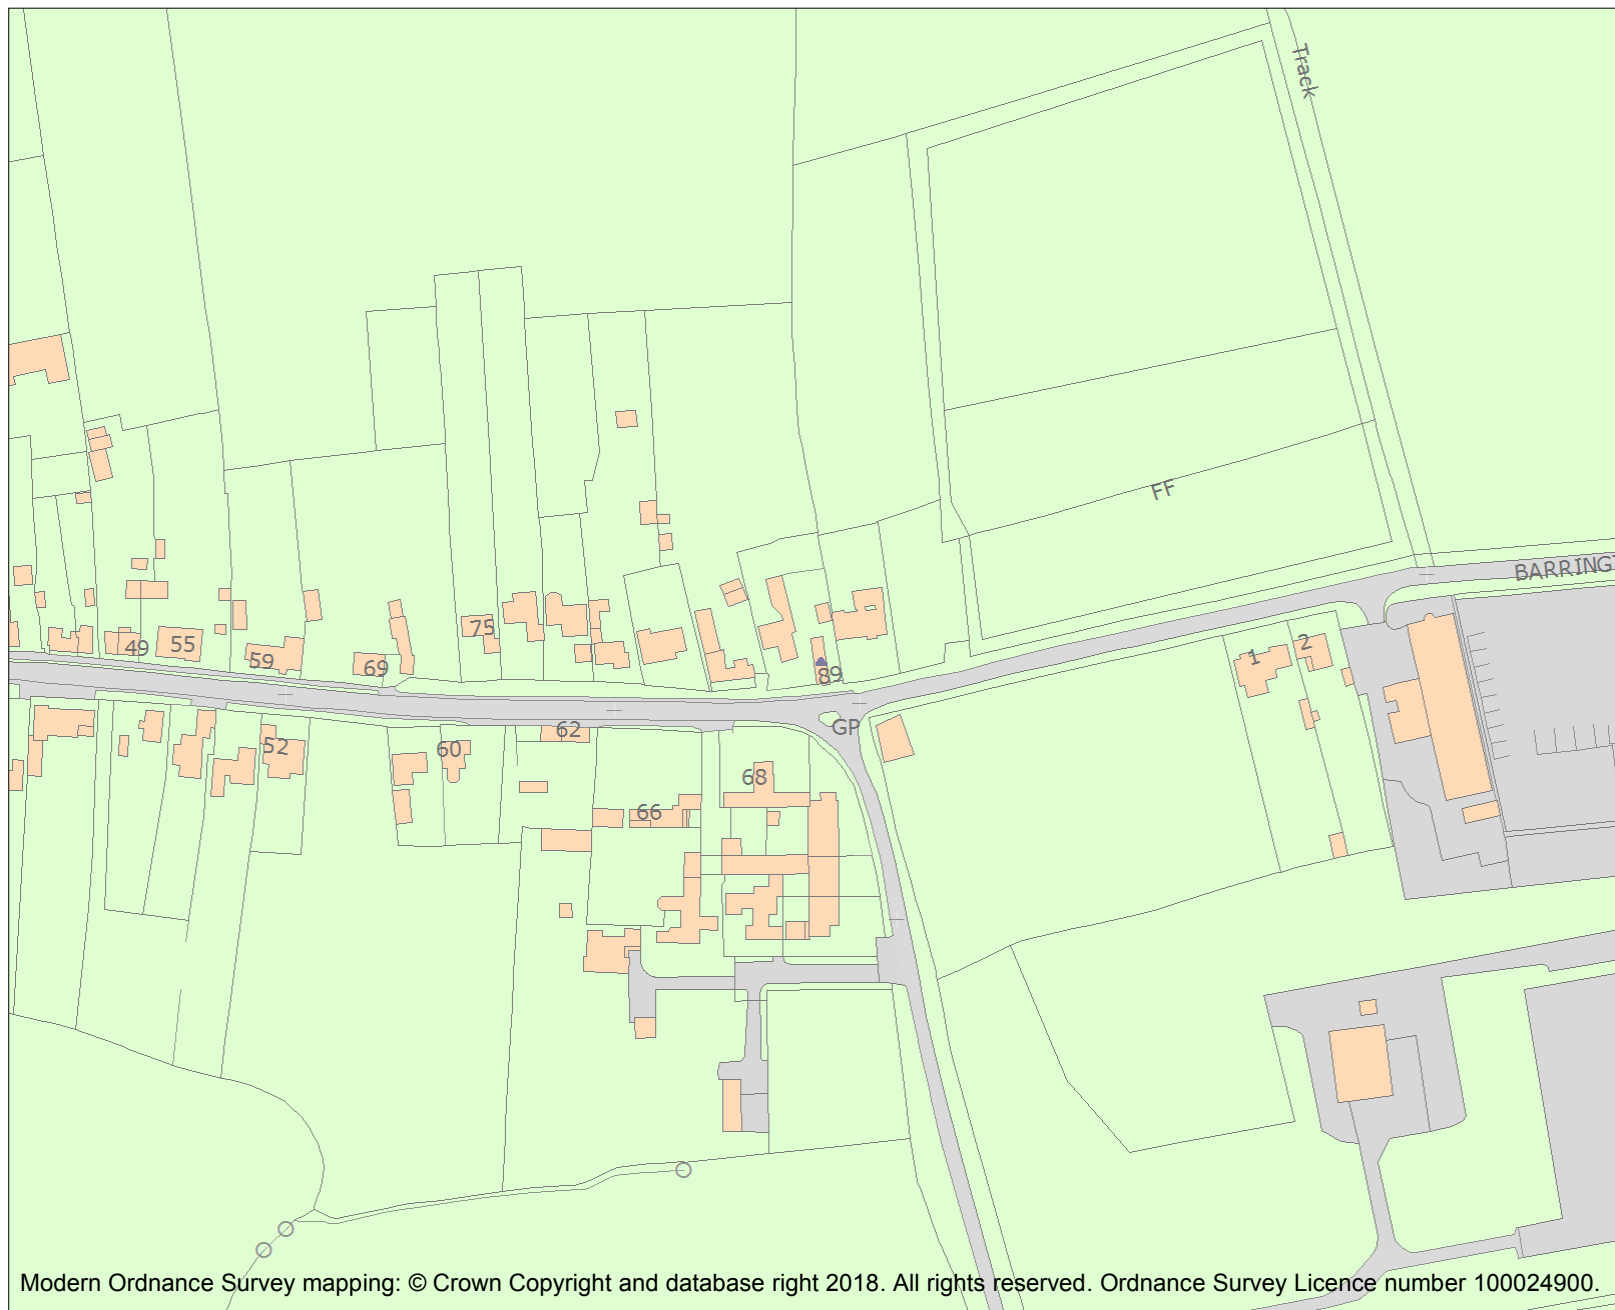 Track
FF
BARRINGT
1
2
49
55
59
69
75
89
GP
52
60
62
66
68
Modern Ordnance Survey mapping: © Crown Copyright and database right 2018. All rights reserved. Ordnance Survey Licence number 100024900.